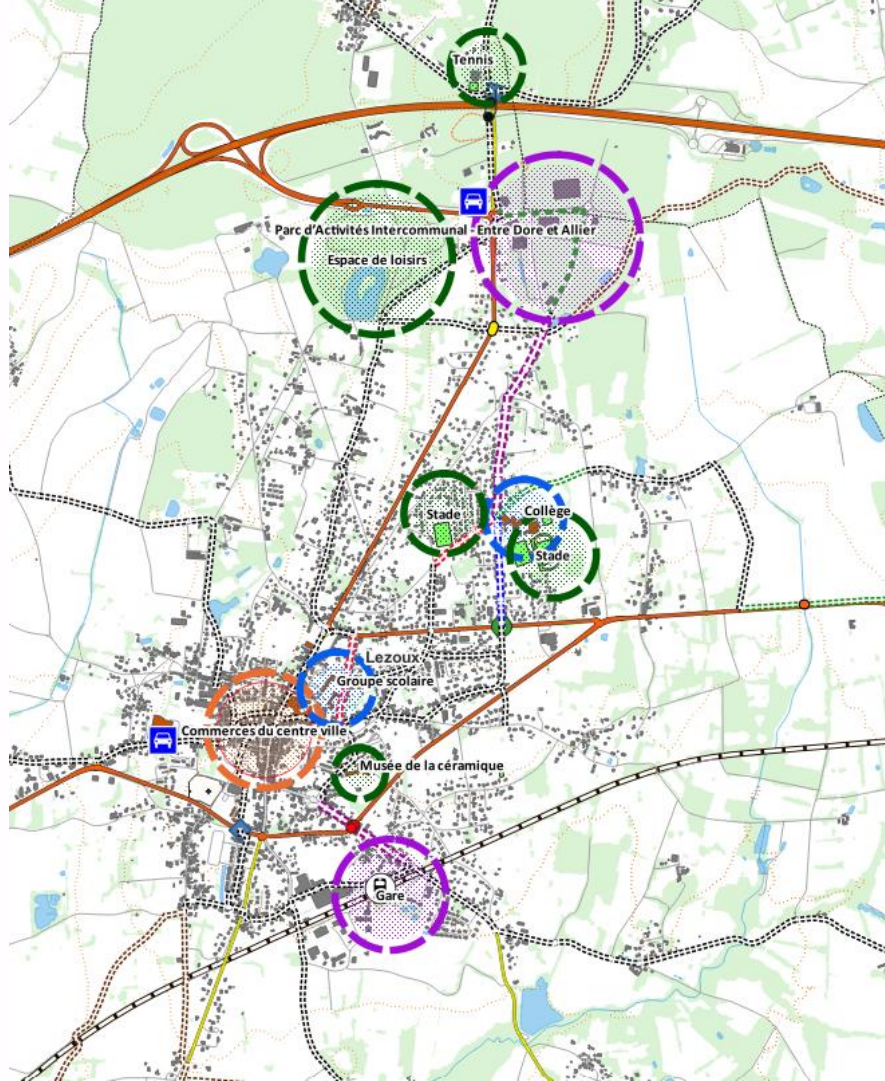 Tennis
Parc d'Activités Intercommunal - Entre Dore et Allier
Espace de loisirs
Stade
Collège
Stade
Lezoux
Groupe scolaire
Commerces du centre ville
Musée de la céramique
Gare